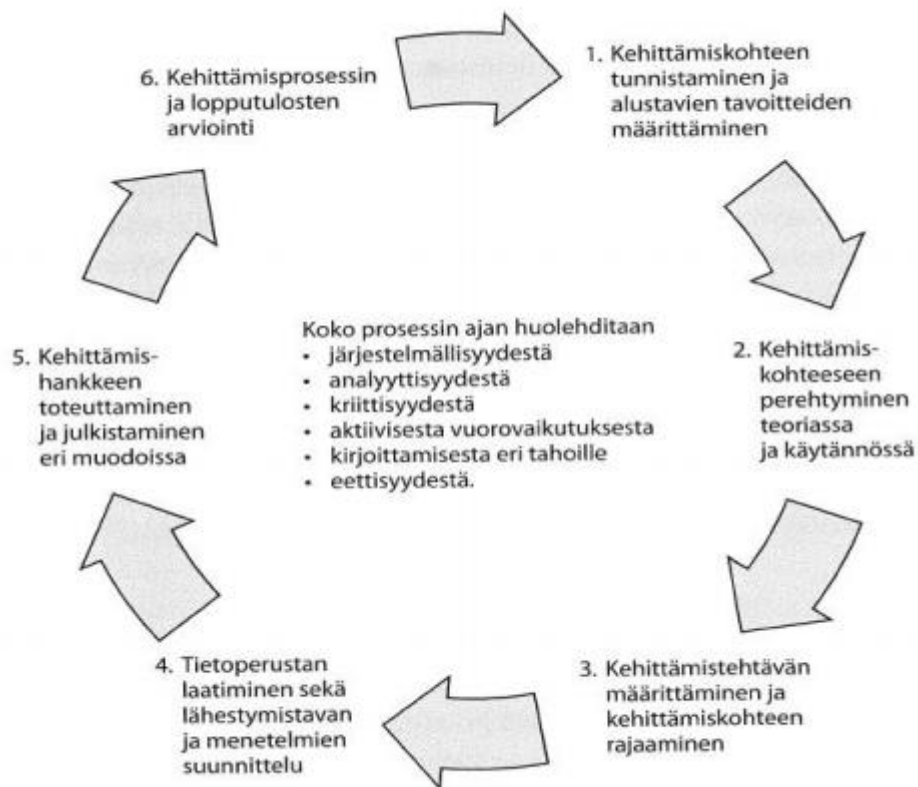 1. Kehittämiskohteen
tunnistaminen ja
alustavien tavoitteiden
määrittäminen
2. Kehittämis-
kohteeseen
perehtyminen
teoriassa
ja käytännössä
3. Kehittämistehtävän
määrittäminen ja
kehittämiskohteen
rajaaminen
4. Tietoperustan
laatiminen sekä
lähestymistavan
ja menetelmien
suunnittelu
5. Kehittämis-
hankkeen
toteuttaminen
ja julkistaminen
eri muodoissa
6. Kehittämisprosessin
ja lopputulosten
arviointi
Koko prosessin ajan huolehditaan
• järjestelmällisyydestä
• analyyttisyydestä
• kriittisyydestä
• aktiivisesta vuorovaikutuksesta
• kirjoittamisesta eri tahoille
• eettisyydestä.